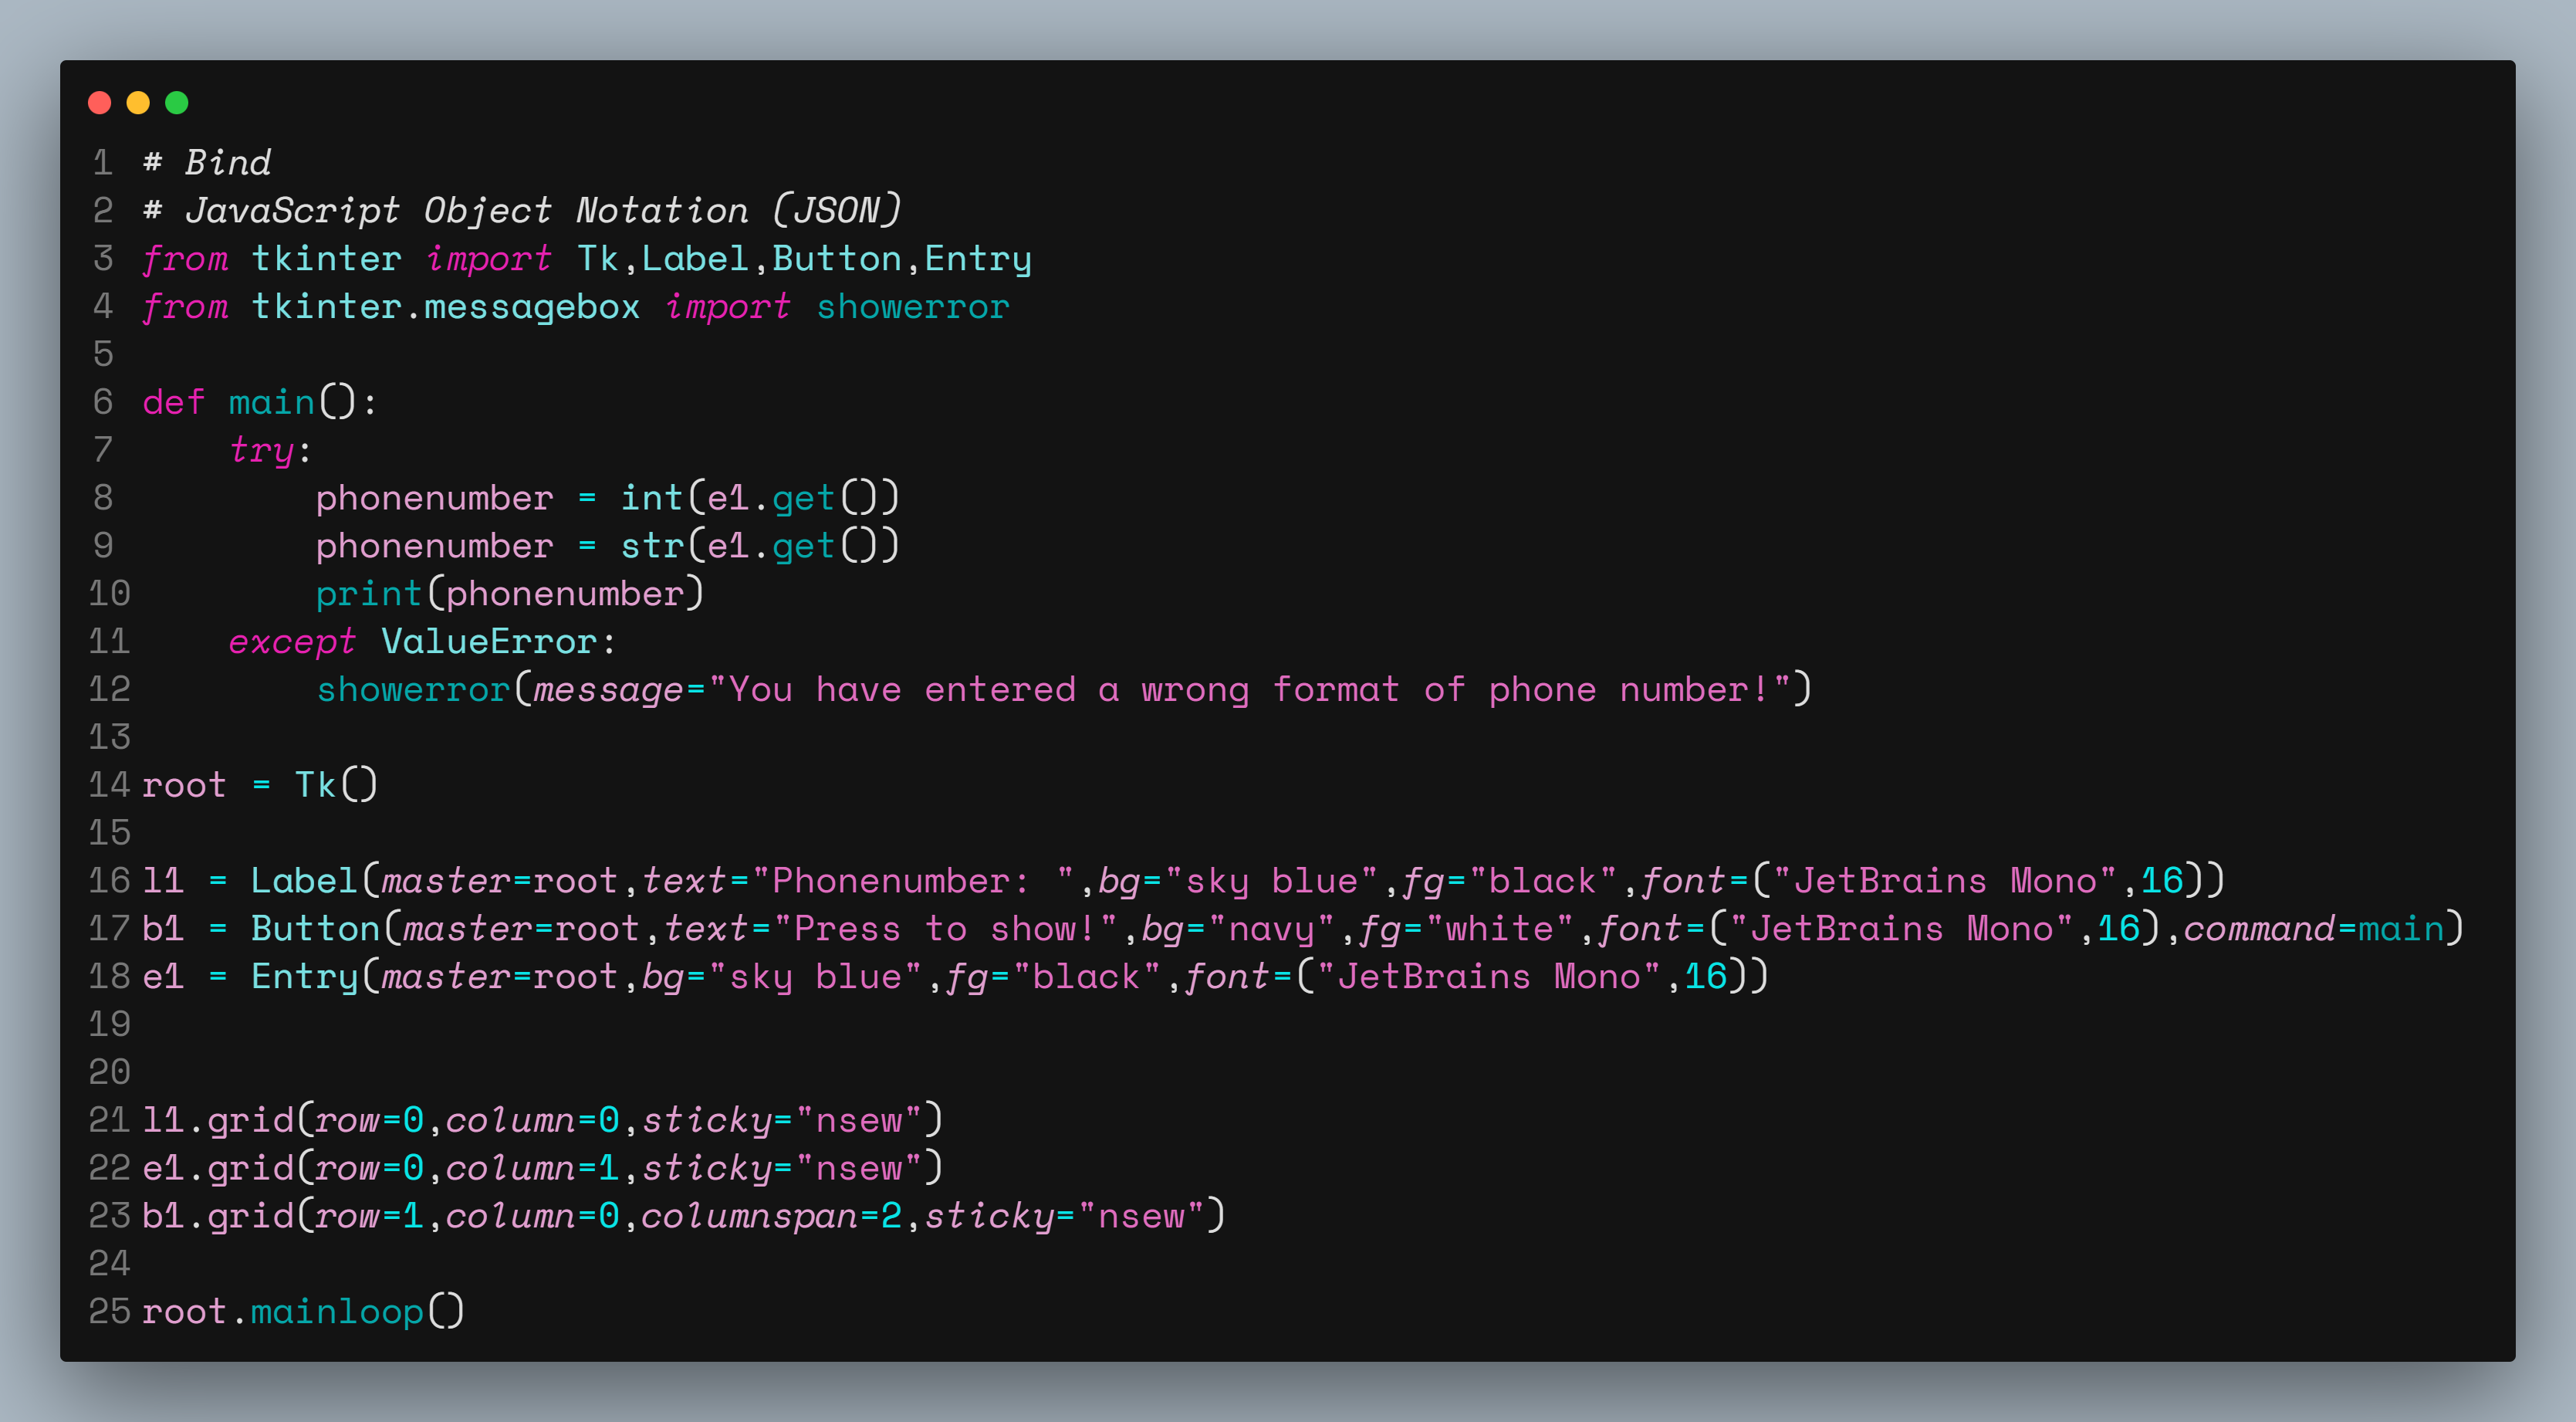 1 # Bind
2 # JavaScript Object Notation (JSON)
3 from tkinter import Tk,Label,Button,Entry
4 from tkinter.messagebox import showerror
5
6 def main():
7     try:
8         phonenumber = int(e1.get())
9         phonenumber = str(e1.get())
10         print(phonenumber)
11     except ValueError:
12         showerror(message="You have entered a wrong format of phone number!")
13
14 root = Tk()
15
16 l1 = Label(master=root,text="Phonenumber: ",bg="sky blue",fg="black",font=("JetBrains Mono",16))
17 b1 = Button(master=root,text="Press to show!",bg="navy",fg="white",font=("JetBrains Mono",16),command=main)
18 e1 = Entry(master=root,bg="sky blue",fg="black",font=("JetBrains Mono",16))
19
20
21 l1.grid(row=0,column=0,sticky="nsew")
22 e1.grid(row=0,column=1,sticky="nsew")
23 b1.grid(row=1,column=0,columnspan=2,sticky="nsew")
24
25 root.mainloop()